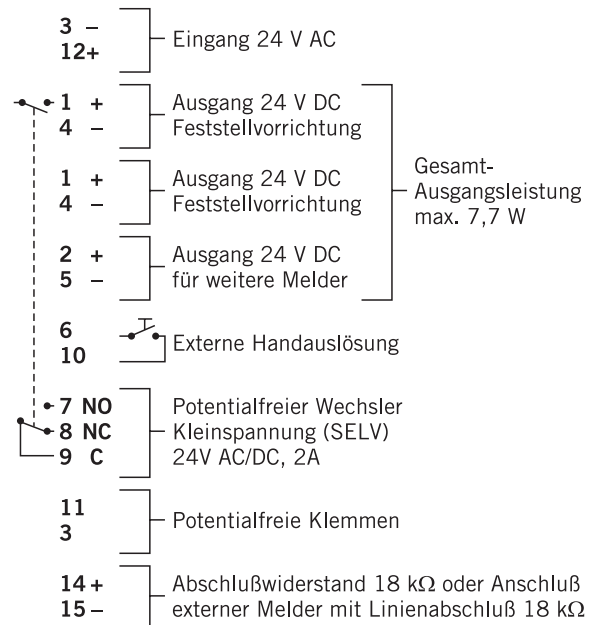 3 –
12+
Eingang 24 V AC
1 +
4 –
Ausgang 24 V DC
Feststellvorrichtung
1 +
4 –
Ausgang 24 V DC
Feststellvorrichtung
2 +
5 –
Ausgang 24 V DC
für weitere Melder
Gesamt-
Ausgangsleistung
max. 7,7 W
6
10
Externe Handauslösung
7 NO
8 NC
9 C
Potentialfreier Wechsler
Kleinspannung (SELV)
24V AC/DC, 2A
11
3
Potentialfreie Klemmen
14 +
15 –
Abschlußwiderstand 18 kΩ oder Anschluß
externer Melder mit Linienabschluß 18 kΩ